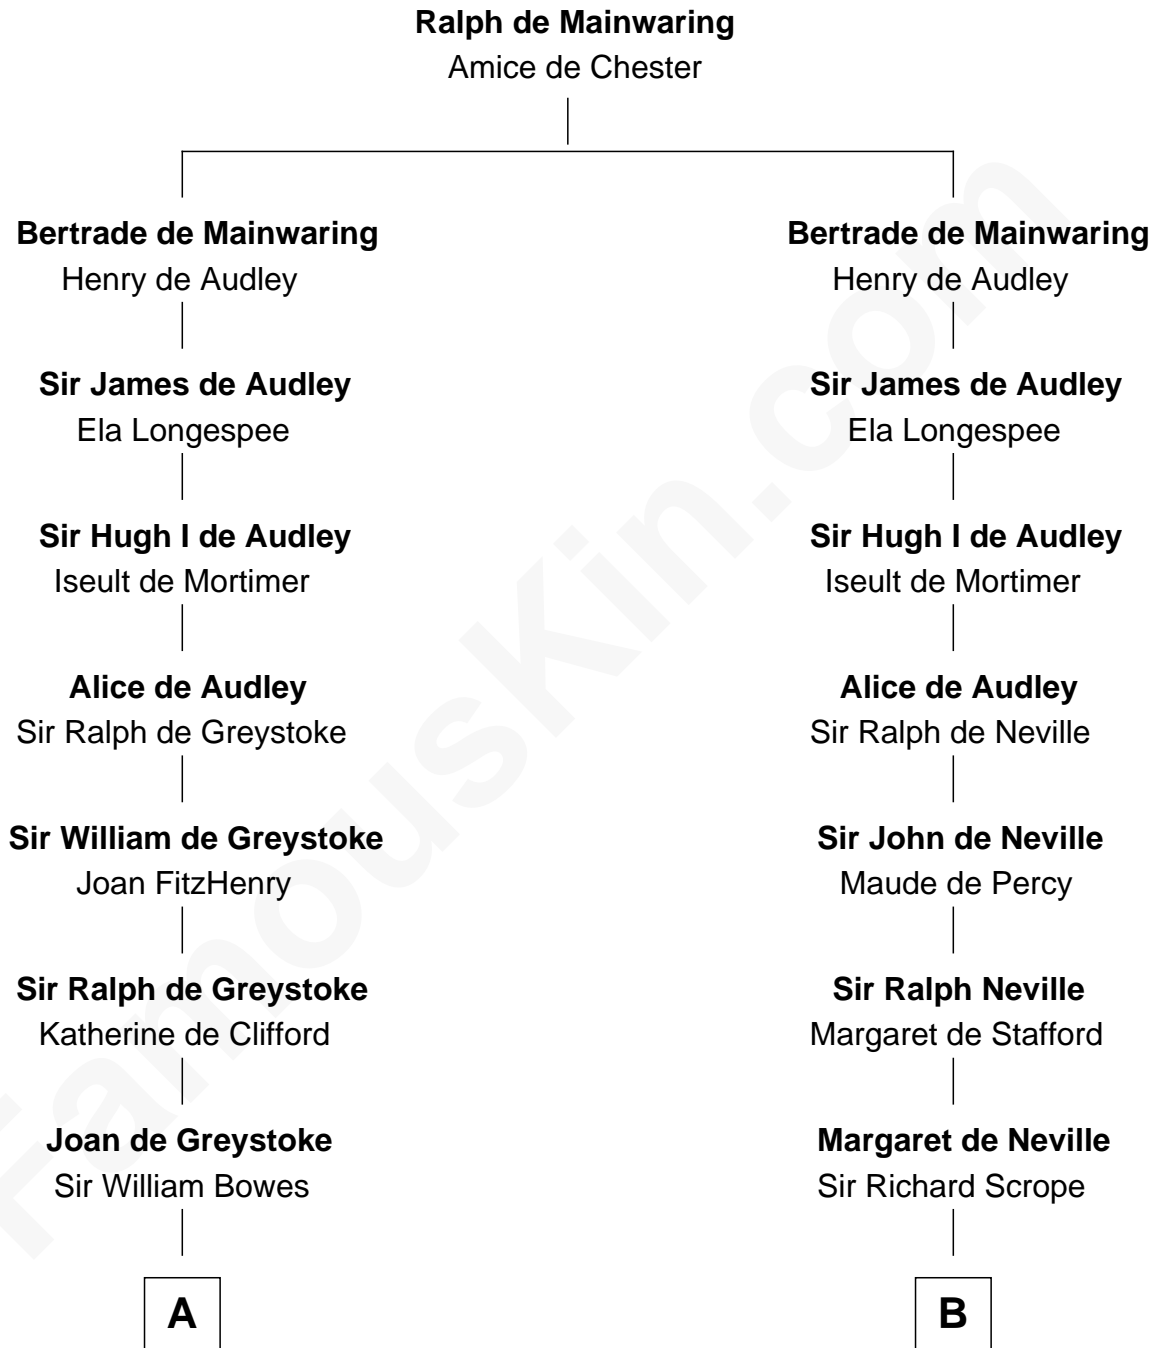 Ralph de Mainwaring
Amice de Chester
Bertrade de Mainwaring
Henry de Audley
Bertrade de Mainwaring
Henry de Audley
Sir James de Audley
Ela Longespee
Sir James de Audley
Ela Longespee
Sir Hugh I de Audley
Iseult de Mortimer
Sir Hugh I de Audley
Iseult de Mortimer
Alice de Audley
Sir Ralph de Greystoke
Alice de Audley
Sir Ralph de Neville
Sir William de Greystoke
Joan FitzHenry
Sir John de Neville
Maude de Percy
Sir Ralph de Greystoke
Katherine de Clifford
Sir Ralph Neville
Margaret de Stafford
Joan de Greystoke
Sir William Bowes
Margaret de Neville
Sir Richard Scrope
A
B
FamousKin.com